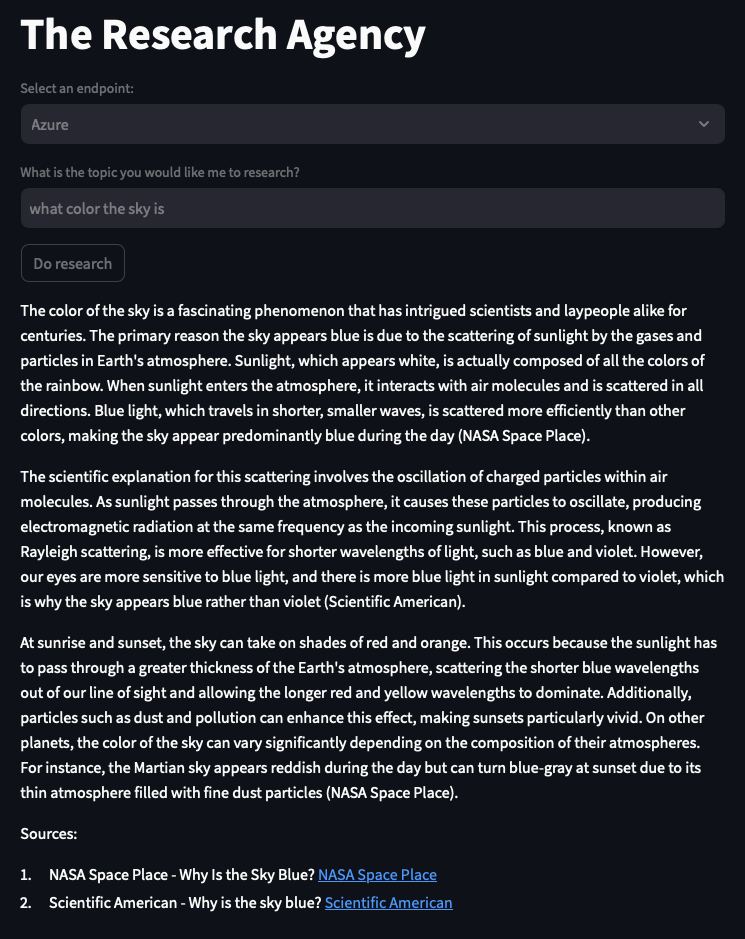 The Research Agency
Select an endpoint:
Azure
What is the topic you would like me to research?
what color the sky is
Do research
The color of the sky is a fascinating phenomenon that has intrigued scientists and laypeople alike for
centuries. The primary reason the sky appears blue is due to the scattering of sunlight by the gases and
particles in Earth's atmosphere. Sunlight, which appears white, is actually composed of all the colors of
the rainbow. When sunlight enters the atmosphere, it interacts with air molecules and is scattered in all
directions. Blue light, which travels in shorter, smaller waves, is scattered more efficiently than other
colors, making the sky appear predominantly blue during the day (NASA Space Place).
The scientific explanation for this scattering involves the oscillation of charged particles within air
molecules. As sunlight passes through the atmosphere, it causes these particles to oscillate, producing
electromagnetic radiation at the same frequency as the incoming sunlight. This process, known as
Rayleigh scattering, is more effective for shorter wavelengths of light, such as blue and violet. However,
our eyes are more sensitive to blue light, and there is more blue light in sunlight compared to violet, which
is why the sky appears blue rather than violet (Scientific American).
At sunrise and sunset, the sky can take on shades of red and orange. This occurs because the sunlight has
to pass through a greater thickness of the Earth's atmosphere, scattering the shorter blue wavelengths
out of our line of sight and allowing the longer red and yellow wavelengths to dominate. Additionally,
particles such as dust and pollution can enhance this effect, making sunsets particularly vivid. On other
planets, the color of the sky can vary significantly depending on the composition of their atmospheres.
For instance, the Martian sky appears reddish during the day but can turn blue-gray at sunset due to its
thin atmosphere filled with fine dust particles (NASA Space Place).
Sources:
1. NASA Space Place - Why Is the Sky Blue? NASA Space Place
2. Scientific American - Why is the sky blue? Scientific American